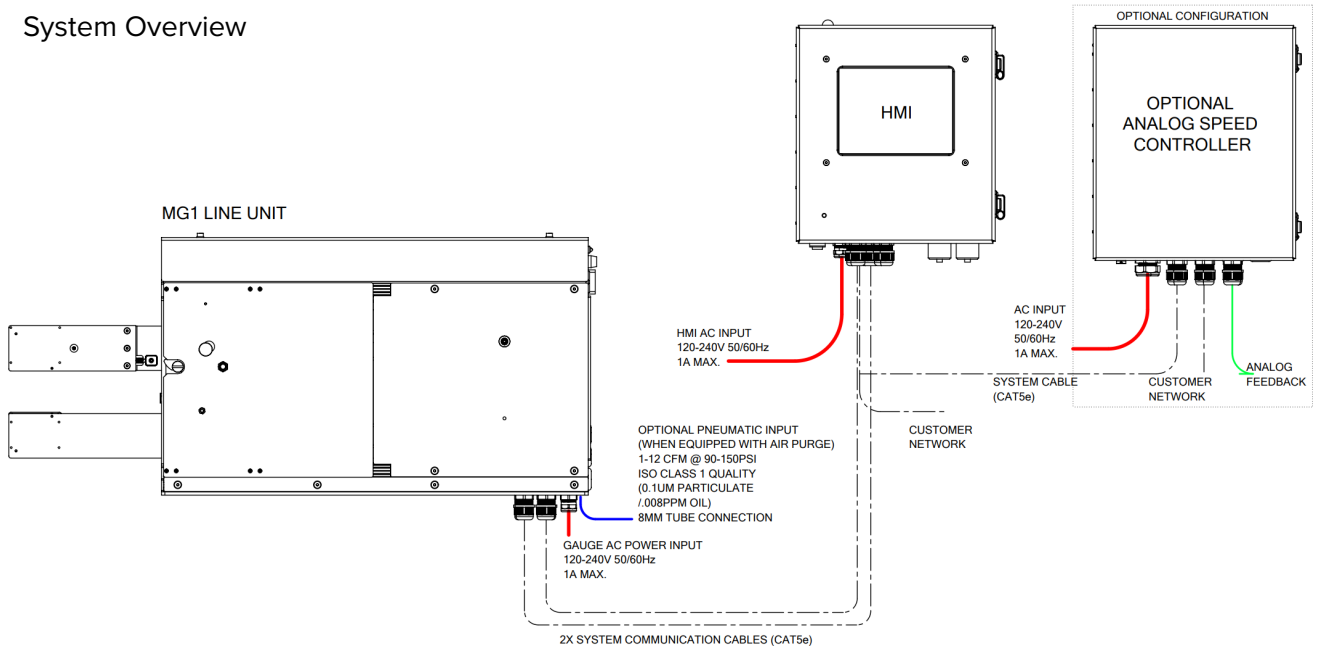 System Overview
OPTIONAL CONFIGURATION
HMI
OPTIONAL
ANALOG SPEED
CONTROLLER
MG1 LINE UNIT
HMI AC INPUT
120-240V 50/60Hz
1A MAX.
AC INPUT
120-240V
50/60Hz
1A MAX.
SYSTEM CABLE
(CAT5e)
CUSTOMER
NETWORK
ANALOG
FEEDBACK
CUSTOMER
NETWORK
OPTIONAL PNEUMATIC INPUT
(WHEN EQUIPPED WITH AIR PURGE)
1-12 CFM @ 90-150PSI
ISO CLASS 1 QUALITY
(0.1UM PARTICULATE
/.008PPM OIL)
8MM TUBE CONNECTION
GAUGE AC POWER INPUT
120-240V 50/60Hz
1A MAX.
2X SYSTEM COMMUNICATION CABLES (CAT5e)